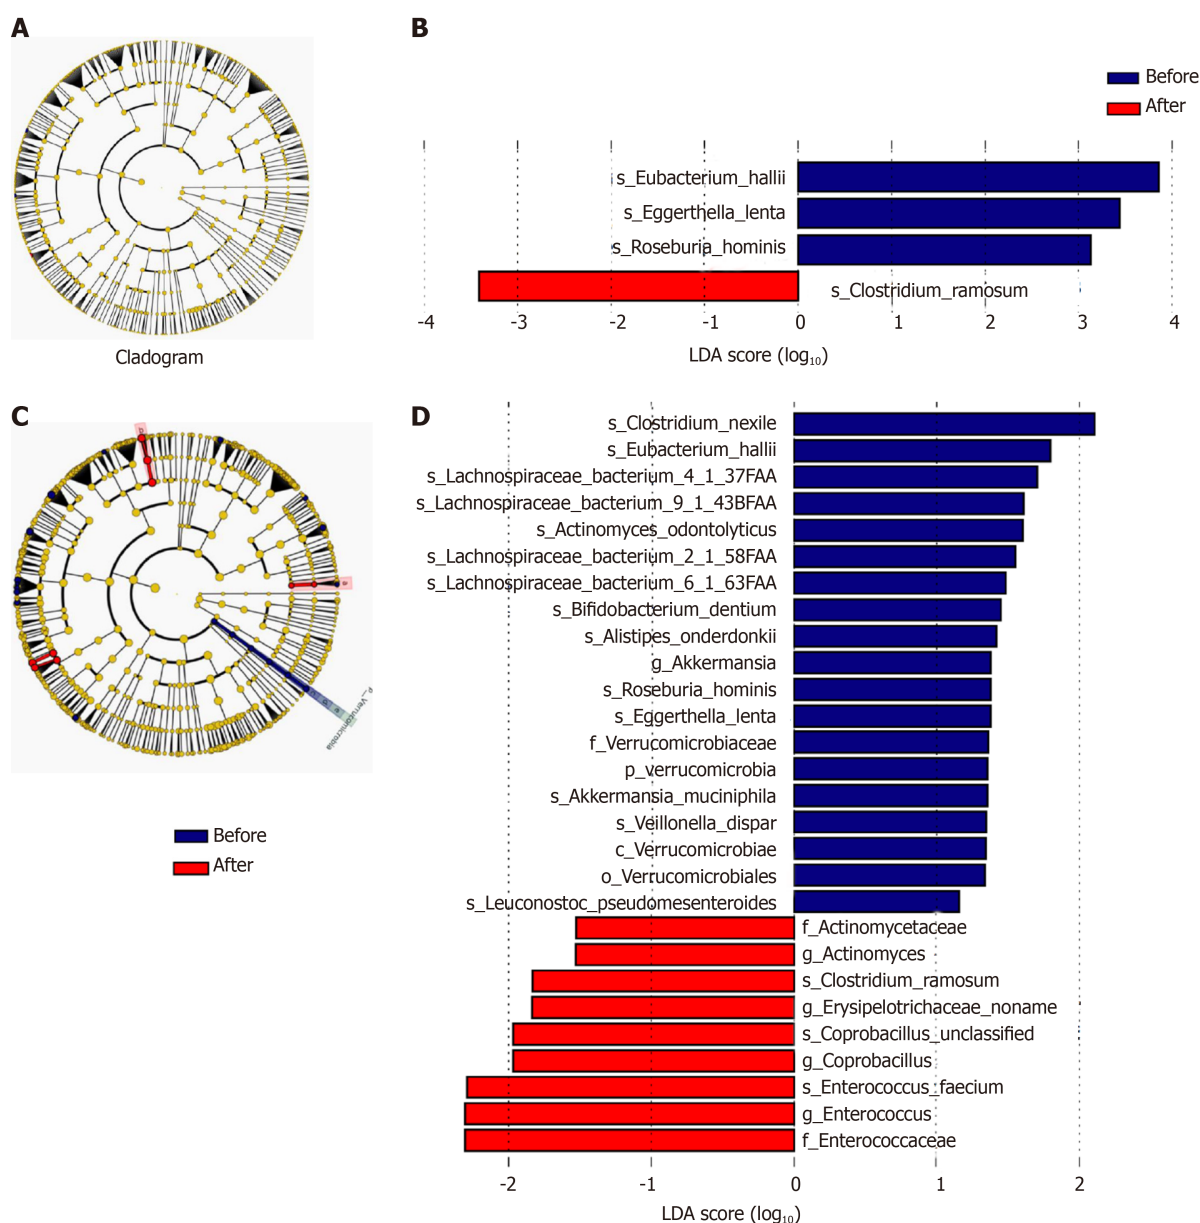 A
Cladogram
B
Before
After
s_Eubacterium_hallii
s_Eggerthella_lenta
s_Roseburia_hominis
s_Clostridium_ramosum
-4 -3 -2 -1 0 1 2 3 4
LDA score (log10)
C
p_Verrucomicrobia
Before
After
D
s_Clostridium_nexile
s_Eubacterium_hallii
s_Lachnospiraceae_bacterium_4_1_37FAA
s_Lachnospiraceae_bacterium_9_1_43BFAA
s_Actinomyces_odontolyticus
s_Lachnospiraceae_bacterium_2_1_58FAA
s_Lachnospiraceae_bacterium_6_1_63FAA
s_Bifidobacterium_dentium
s_Alistipes_onderdonkii
g_Akkermansia
s_Roseburia_hominis
s_Eggerthella_lenta
f_Verrucomicrobiaceae
p_verrucomicrobia
s_Akkermansia_muciniphila
s_Veillonella_dispar
c_Verrucomicrobiae
o_Verrucomicrobiales
s_Leuconostoc_pseudomesenteroides
f_Actinomycetaceae
g_Actinomyces
s_Clostridium_ramosum
g_Erysipelotrichaceae_noname
s_Coprobacillus_unclassified
g_Coprobacillus
s_Enterococcus_faecium
g_Enterococcus
f_Enterococcaceae
-2 -1 0 1 2
LDA score (log10)